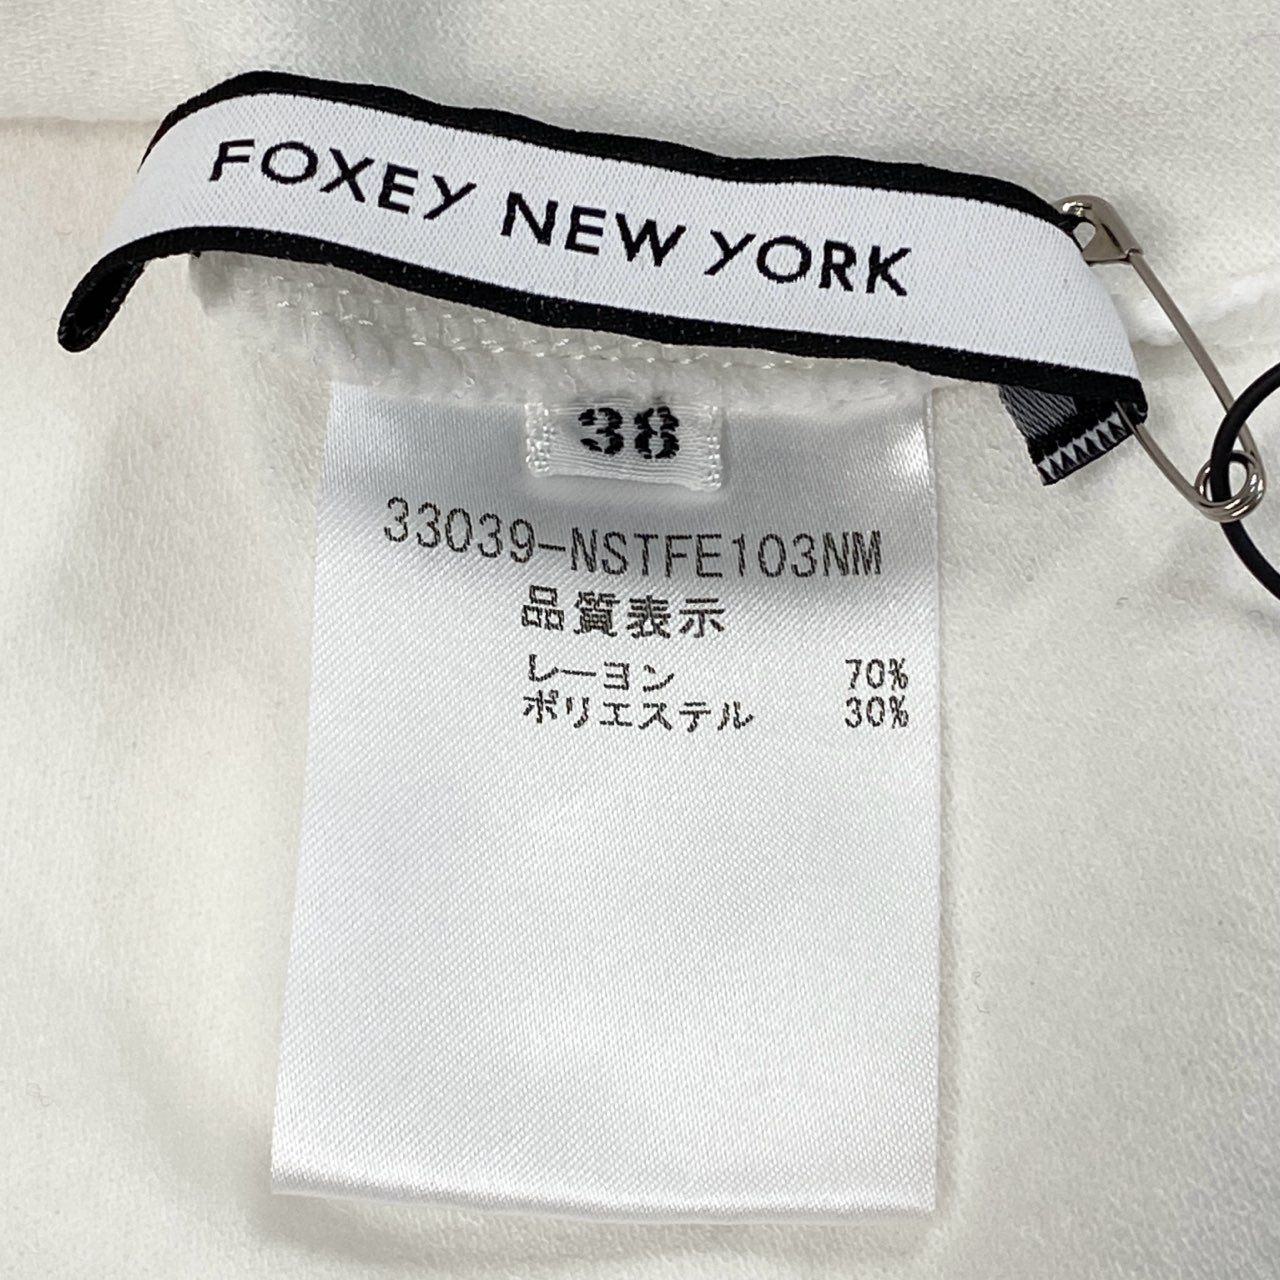 FOXEY NEW YORK
38
33039-NSTFE103NM
品質表示
レーヨン 70%
ポリエステル 30%